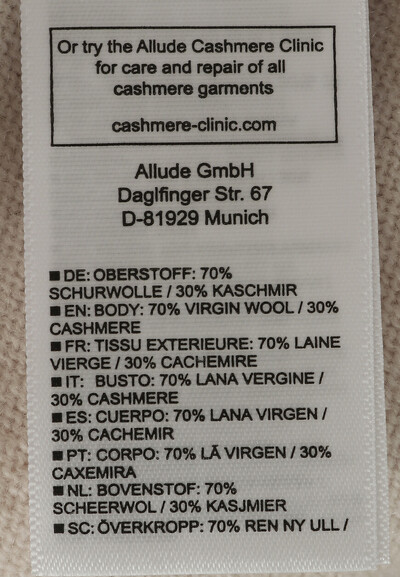 Or try the Allude Cashmere Clinic
for care and repair of all
cashmere garments
cashmere-clinic.com
Allude GmbH
Daglfinger Str. 67
D-81929 Munich
■ DE: OBERSTOFF: 70%
SCHURWOLLE / 30% KASCHMIR
■ EN: BODY: 70% VIRGIN WOOL / 30%
CASHMERE
■ FR: TISSU EXTERIEURE: 70% LAINE
VIERGE / 30% CACHEMIRE
■ IT: BUSTO: 70% LANA VERGINE /
30% CASHMERE
■ ES: CUERPO: 70% LANA VIRGEN /
30% CACHEMIR
■ PT: CORPO: 70% LÃ VIRGEN / 30%
CAXEMIRA
■ NL: BOVENSTOF: 70%
SCHEERWOL / 30% KASJMIER
■ SC: ÖVERKROPP: 70% REN NY ULL /